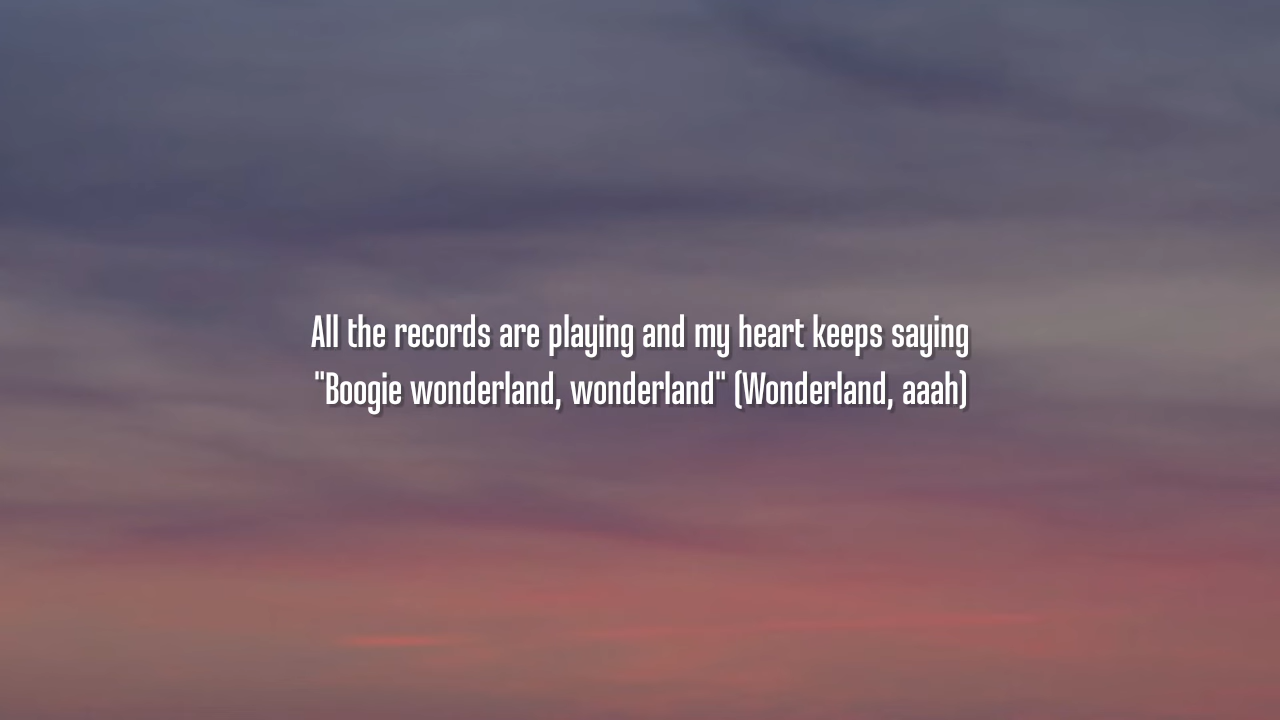 All the records are playing and my heart keeps saying
"Boogie wonderland, wonderland" (Wonderland, aaah)